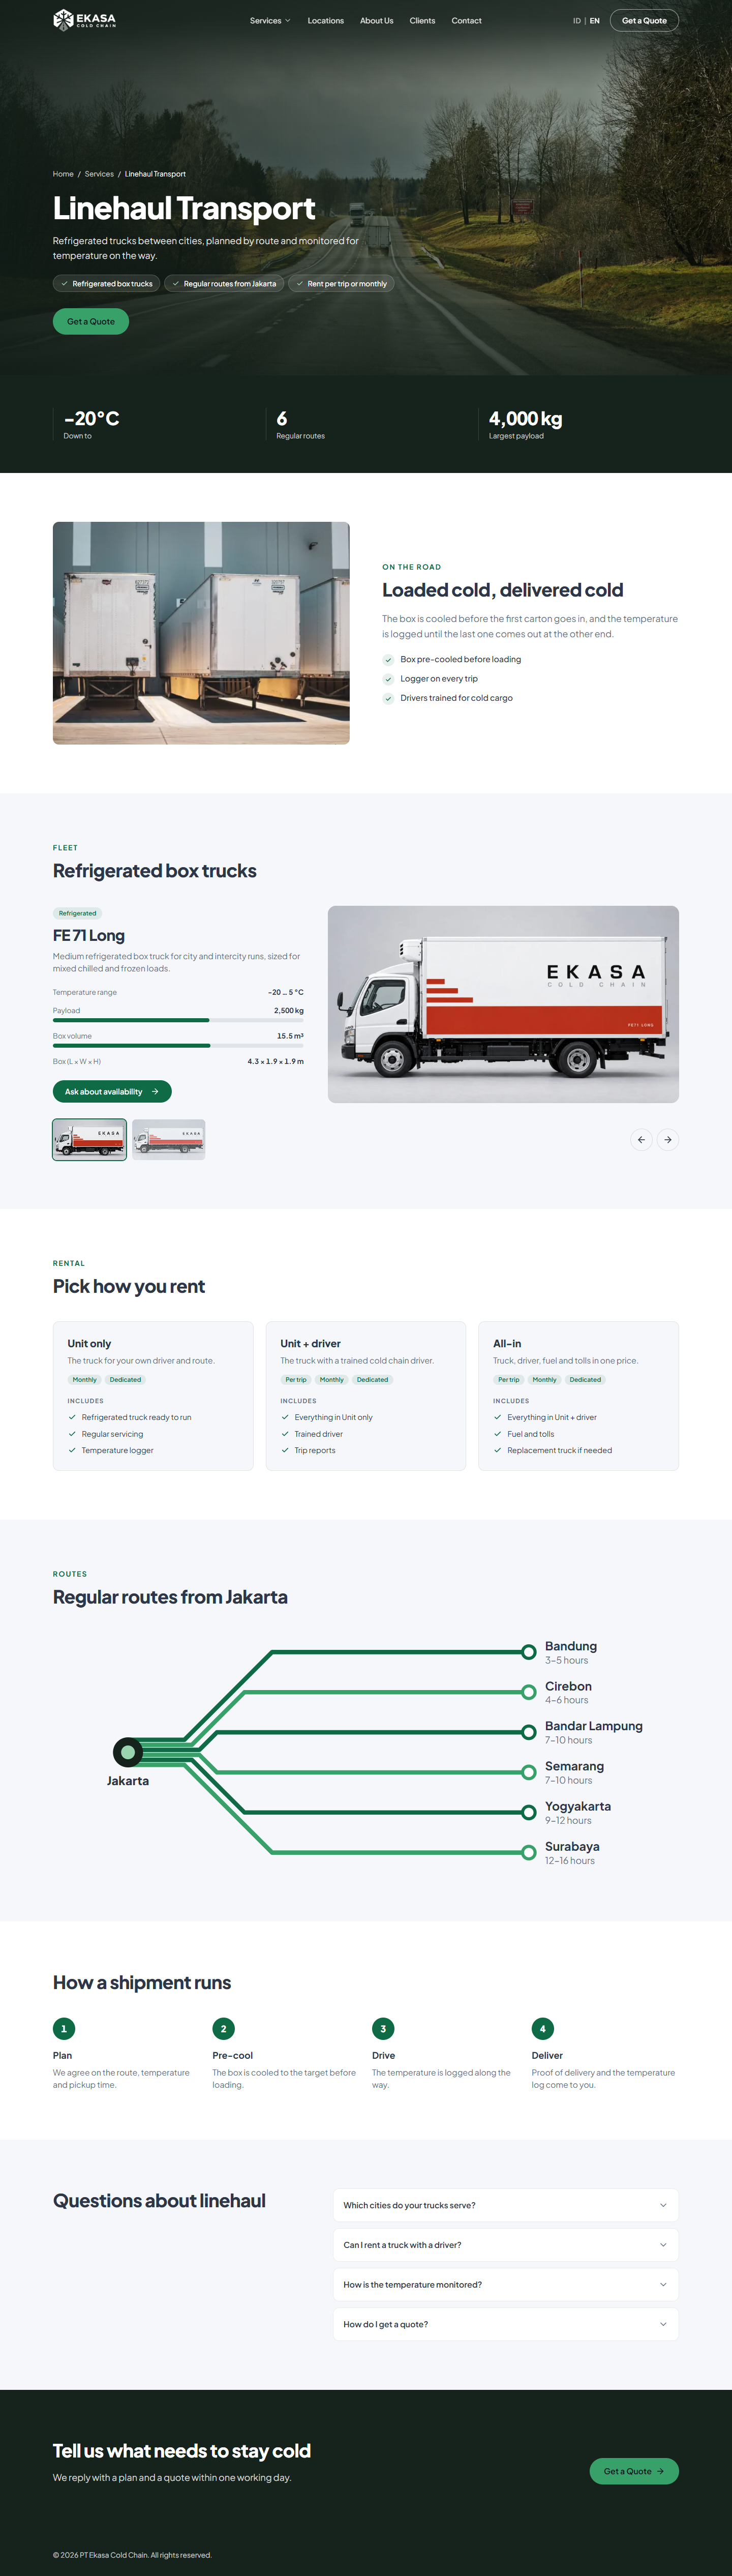 EKASA
COLD CHAIN
Services
Locations
About Us
Clients
Contact
ID | EN
Get a Quote
Home / Services / Linehaul Transport
Linehaul Transport
Refrigerated trucks between cities, planned by route and monitored for
temperature on the way.
Refrigerated box trucks
Regular routes from Jakarta
Rent per trip or monthly
Get a Quote
-20°C
Down to
6
Regular routes
4,000 kg
Largest payload
ON THE ROAD
Loaded cold, delivered cold
The box is cooled before the first carton goes in, and the temperature
is logged until the last one comes out at the other end.
Box pre-cooled before loading
Logger on every trip
Drivers trained for cold cargo
FLEET
Refrigerated box trucks
Refrigerated
FE 71 Long
Medium refrigerated box truck for city and intercity runs, sized for
mixed chilled and frozen loads.
Temperature range
-20 … 5 °C
Payload
2,500 kg
Box volume
15.5 m³
Box (L × W × H)
4.3 × 1.9 × 1.9 m
Ask about availability
EKASA
COLD CHAIN
FE71 LONG
EKASA
EKASA
RENTAL
Pick how you rent
Unit only
The truck for your own driver and route.
Monthly
Dedicated
INCLUDES
Refrigerated truck ready to run
Regular servicing
Temperature logger
Unit + driver
The truck with a trained cold chain driver.
Per trip
Monthly
Dedicated
INCLUDES
Everything in Unit only
Trained driver
Trip reports
All-in
Truck, driver, fuel and tolls in one price.
Per trip
Monthly
Dedicated
INCLUDES
Everything in Unit + driver
Fuel and tolls
Replacement truck if needed
ROUTES
Regular routes from Jakarta
Jakarta
Bandung
3–5 hours
Cirebon
4–6 hours
Bandar Lampung
7–10 hours
Semarang
7–10 hours
Yogyakarta
9–12 hours
Surabaya
12–16 hours
How a shipment runs
1
Plan
We agree on the route, temperature
and pickup time.
2
Pre-cool
The box is cooled to the target before
loading.
3
Drive
The temperature is logged along the
way.
4
Deliver
Proof of delivery and the temperature
log come to you.
Questions about linehaul
Which cities do your trucks serve?
Can I rent a truck with a driver?
How is the temperature monitored?
How do I get a quote?
Tell us what needs to stay cold
We reply with a plan and a quote within one working day.
Get a Quote
© 2026 PT Ekasa Cold Chain. All rights reserved.